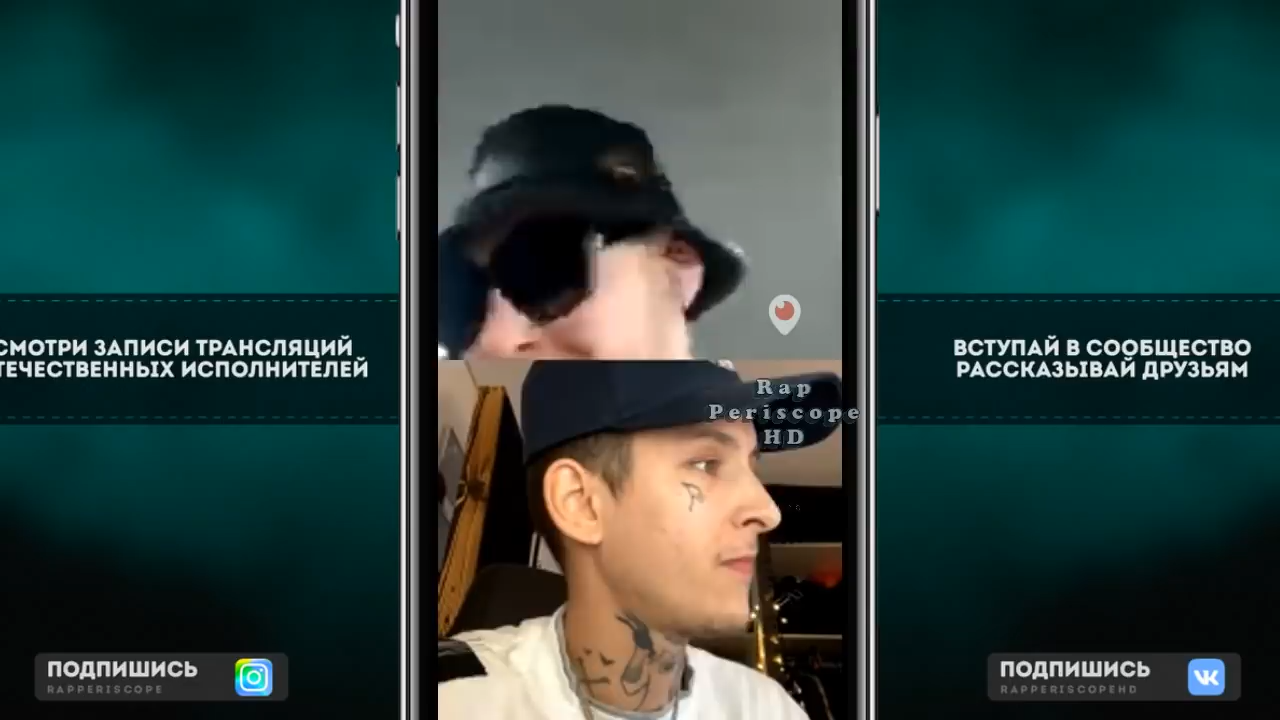 СМОТРИ ЗАПИСИ ТРАНСЛЯЦИЙ
ТЕЧЕСТВЕННЫХ ИСПОЛНИТЕЛЕЙ
Rap
Periscope
HD
ВСТУПАЙ В СООБЩЕСТВО
РАССКАЗЫВАЙ ДРУЗЬЯМ
ПОДПИШИСЬ
RAPPERISCOPE
ПОДПИШИСЬ
RAPPERISCOPEHD